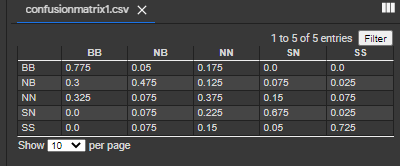 confusionmatrix1.csv X
1 to 5 of 5 entries Filter
BB NB NN SN SS
BB 0.775 0.05 0.175 0.0 0.0
NB 0.3 0.475 0.125 0.075 0.025
NN 0.325 0.075 0.375 0.15 0.075
SN 0.0 0.075 0.225 0.675 0.025
SS 0.0 0.075 0.15 0.05 0.725
Show 10 per page